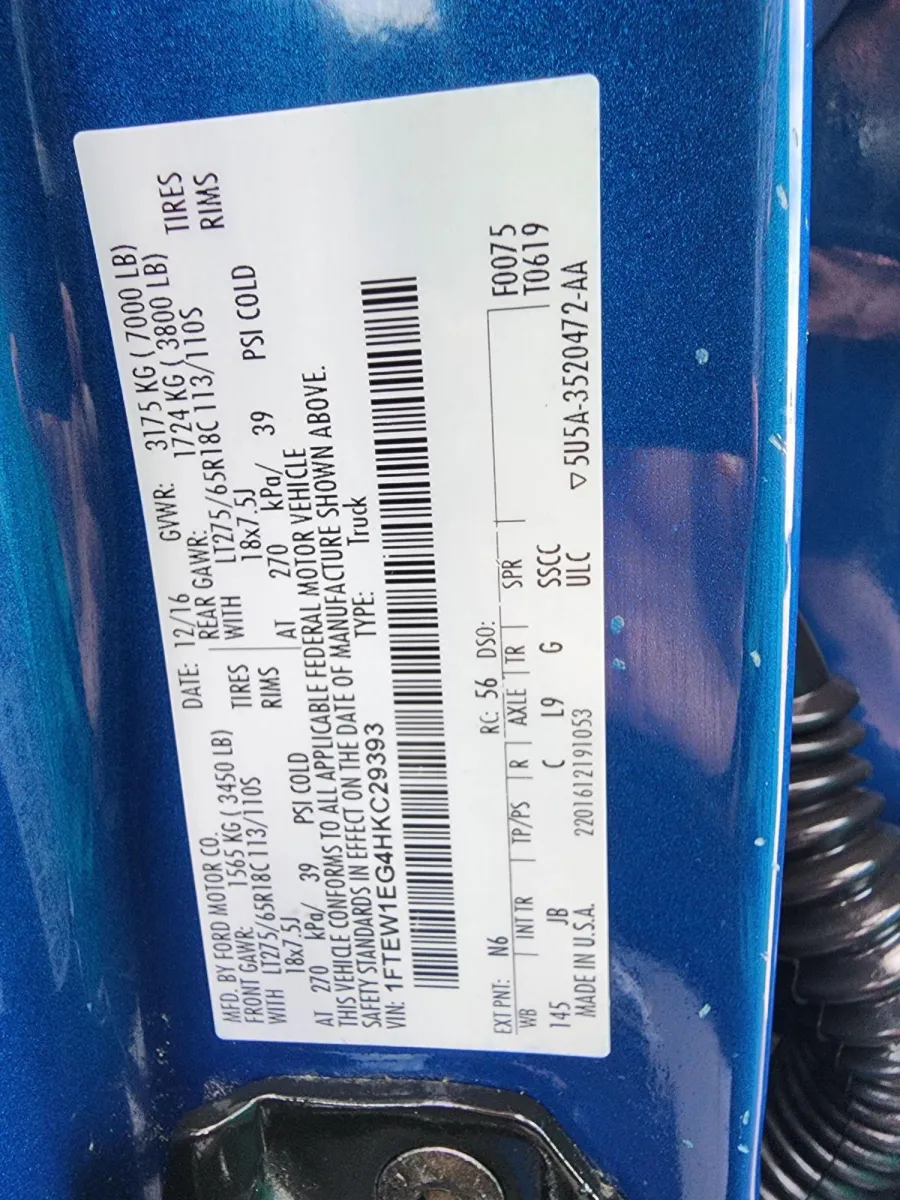 MFD. BY FORD MOTOR CO. DATE: 12/16 GVWR: 3175 KG ( 7000 LB)
FRONT GAWR: 1565 KG ( 3450 LB) REAR GAWR: 1724 KG ( 3800 LB)
WITH LT275/65R18C 113/110S TIRES WITH LT275/65R18C 113/110S TIRES
18x7.5J RIMS 18x7.5J RIMS
AT 270 kPa/ 39 PSI COLD AT 270 kPa/ 39 PSI COLD
THIS VEHICLE CONFORMS TO ALL APPLICABLE FEDERAL MOTOR VEHICLE
SAFETY STANDARDS IN EFFECT ON THE DATE OF MANUFACTURE SHOWN ABOVE.
VIN: 1FTEW1EG4HKC29393 TYPE: Truck
EXT PNT: N6 RC: 56 DSO: F0075
WB INT TR TP/PS R AXLE TR SPR T0619
145 JB C L9 G SSCC
ULC
MADE IN U.S.A. 2201612191053 ▽5U5A-3520472-AA